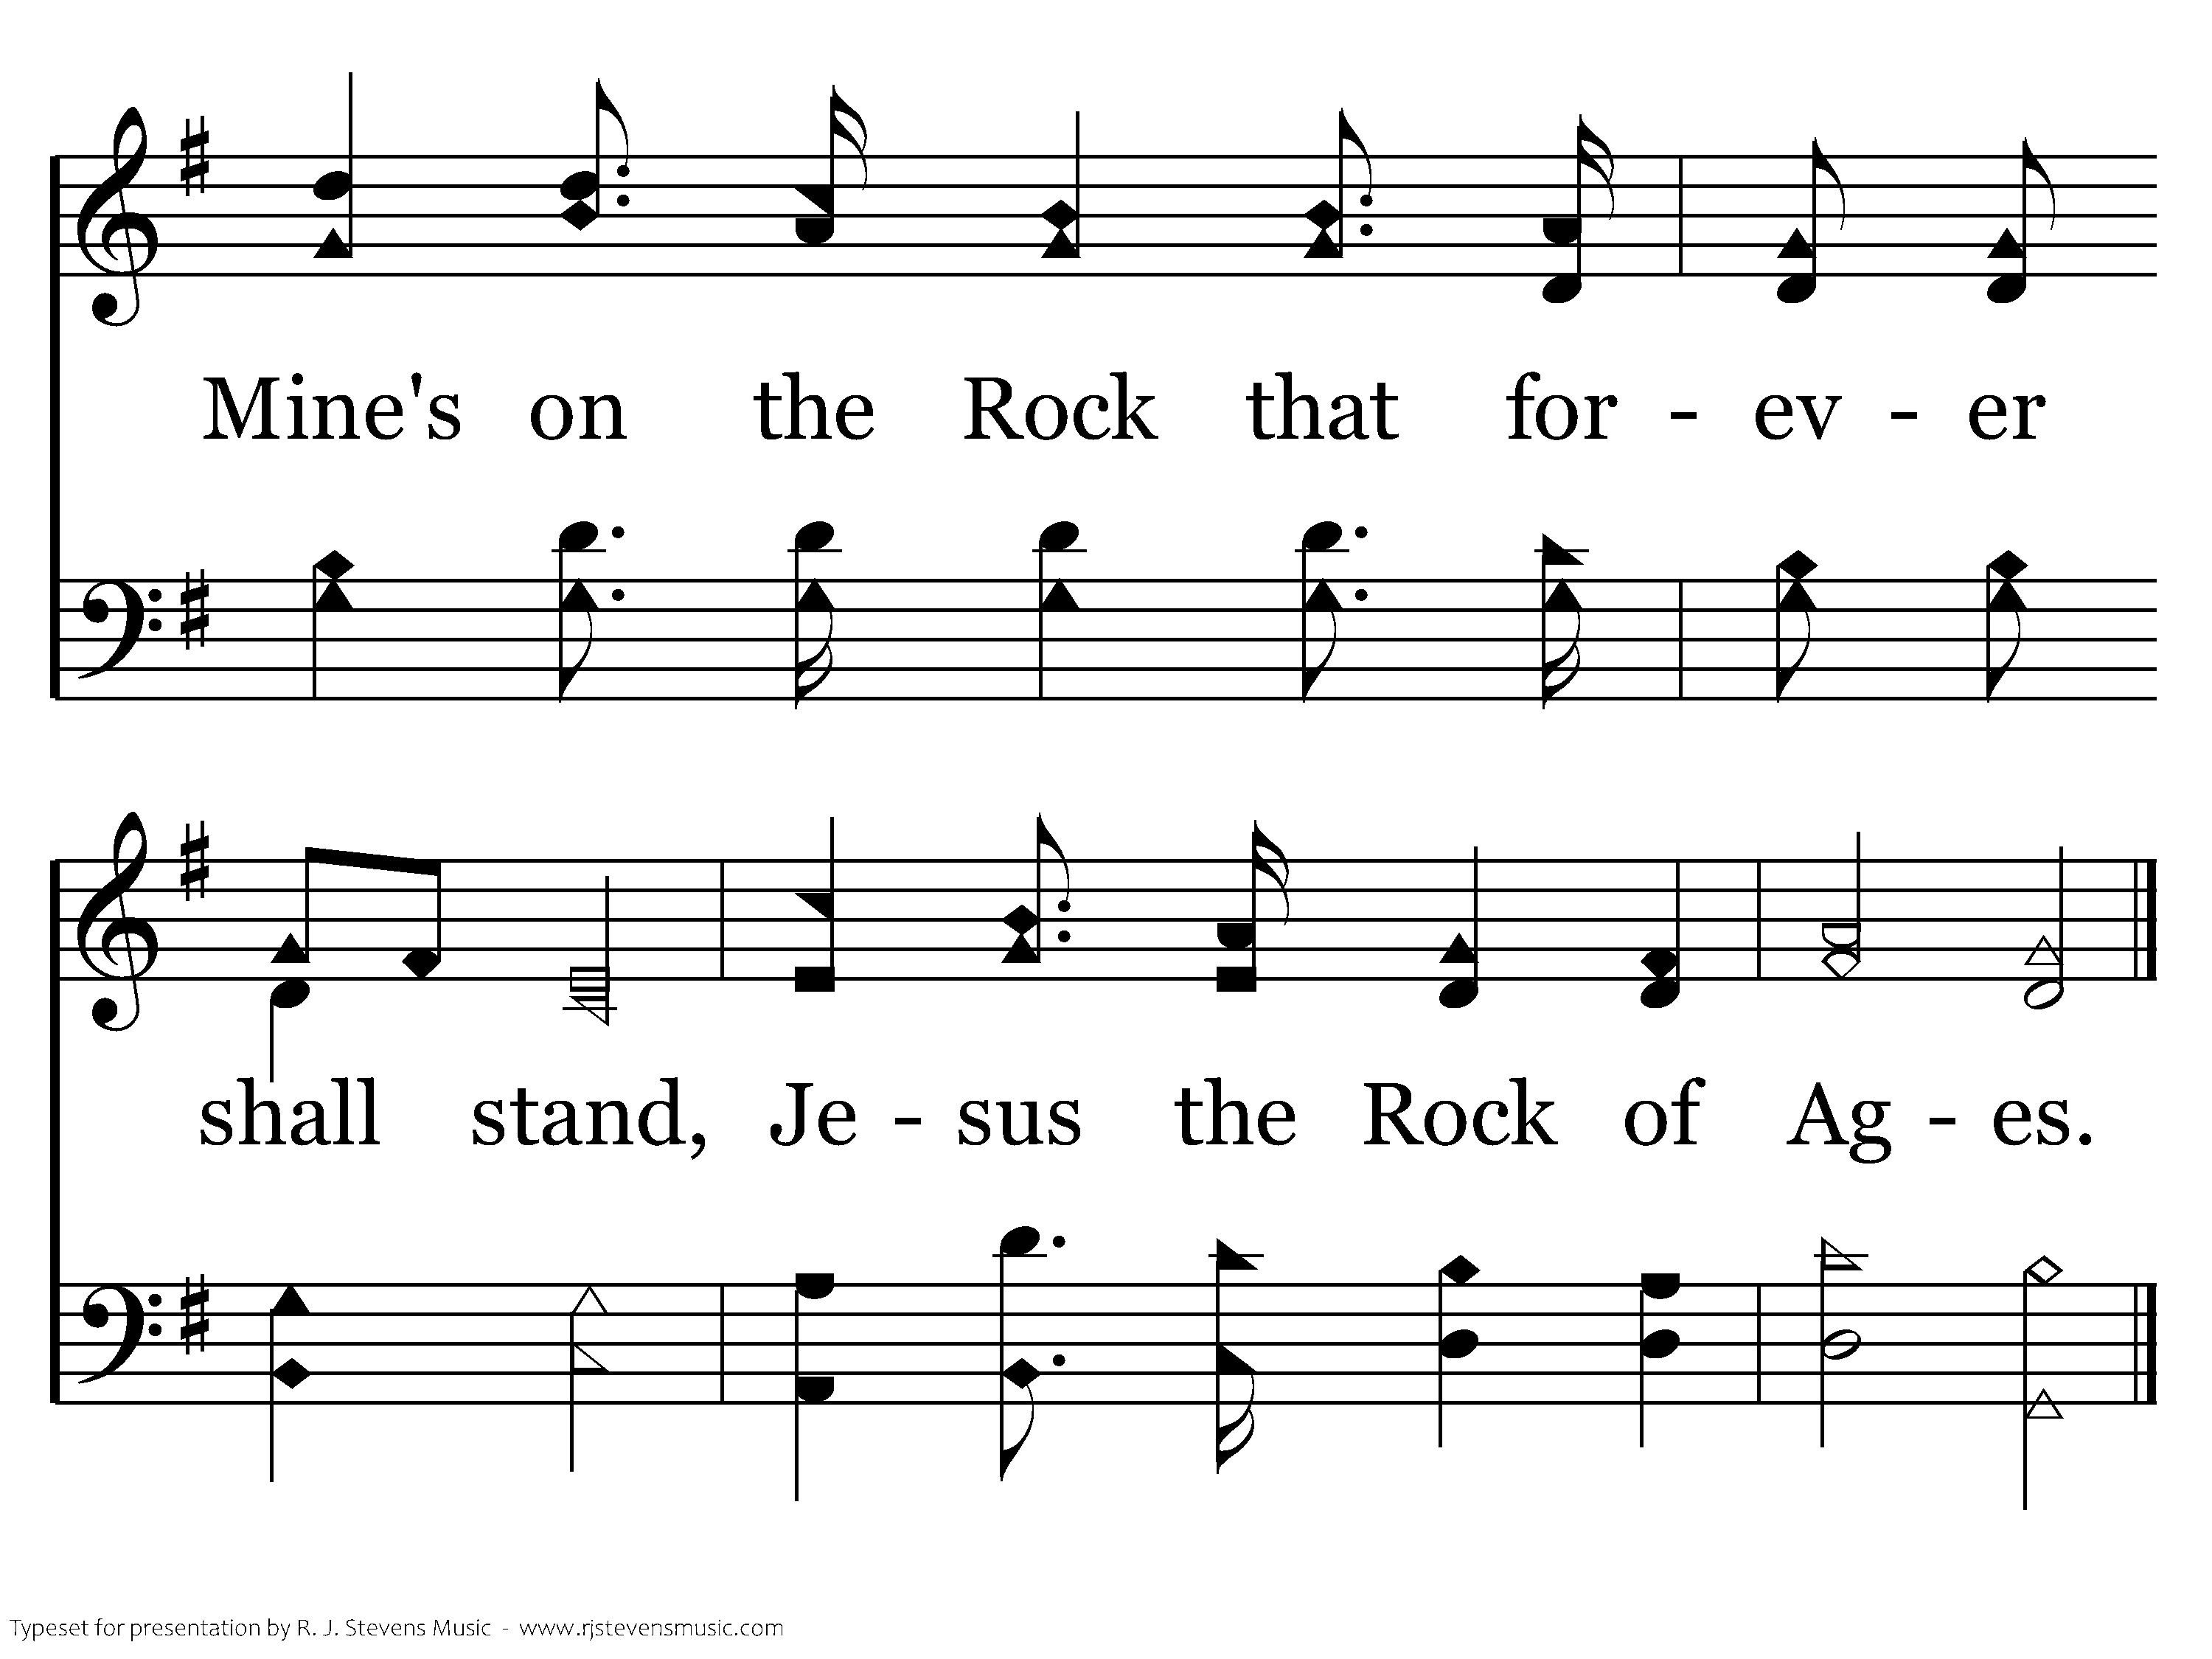 Mine's on the Rock that for - ev - er
shall stand, Je - sus the Rock of Ag - es.
Typeset for presentation by R. J. Stevens Music - www.rjstevensmusic.com